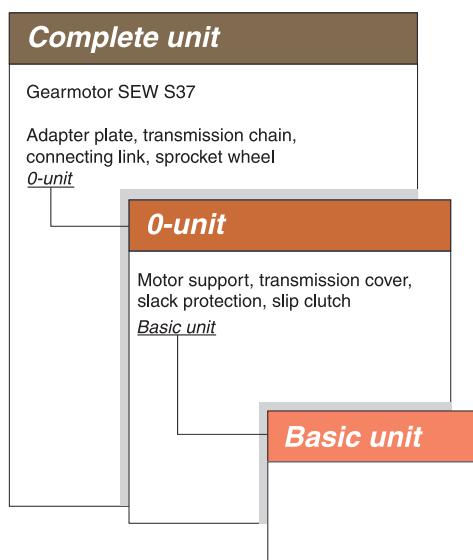 Complete unit
Gearmotor SEW S37
Adapter plate, transmission chain,
connecting link, sprocket wheel
0-unit
0-unit
Motor support, transmission cover,
slack protection, slip clutch
Basic unit
Basic unit